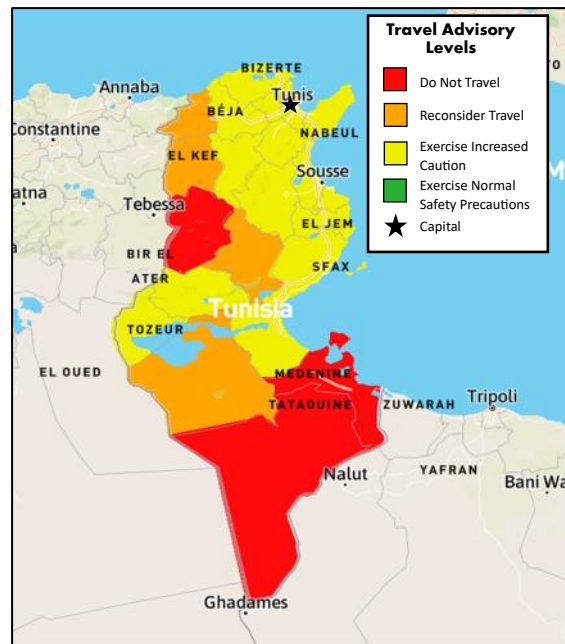 Travel Advisory
Levels
Do Not Travel
Reconsider Travel
Exercise Increased
Caution
Exercise Normal
Safety Precautions
Capital
BIZERTE
Annaba
Tunis
BÉJA
Constantine
NABEUL
EL KEF
Sousse
atna
Tebessa
EL JEM
BIR EL
ATER
SFAX
Tunisia
TOZEUR
EL OUED
MEDENINE
TATAOUINE
ZUWARAH
Tripoli
Nalut
YAFRAN
Bani Wa
Ghadames